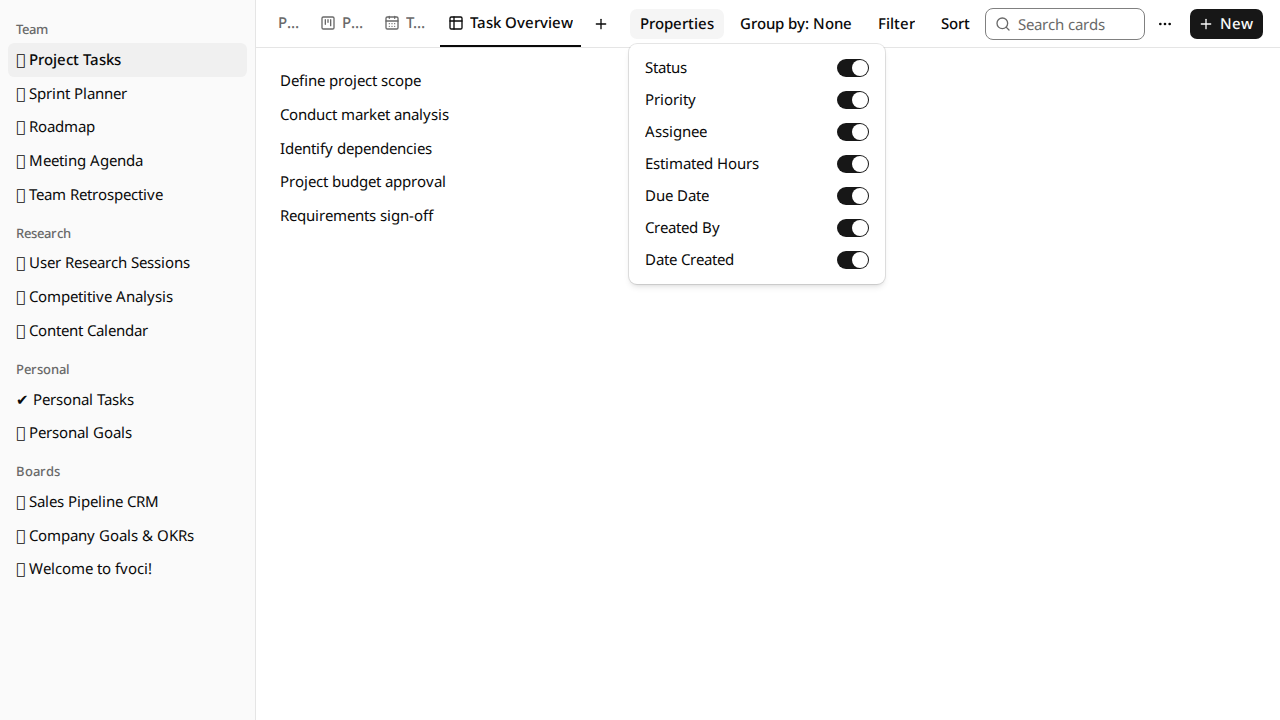 Team
Project Tasks
Sprint Planner
Roadmap
Meeting Agenda
Team Retrospective
Research
User Research Sessions
Competitive Analysis
Content Calendar
Personal
✔ Personal Tasks
Personal Goals
Boards
Sales Pipeline CRM
Company Goals & OKRs
Welcome to fvoci!
P...
P...
T...
Task Overview
Properties
Group by: None
Filter
Sort
Search cards
New
Define project scope
Conduct market analysis
Identify dependencies
Project budget approval
Requirements sign-off
Status
Priority
Assignee
Estimated Hours
Due Date
Created By
Date Created